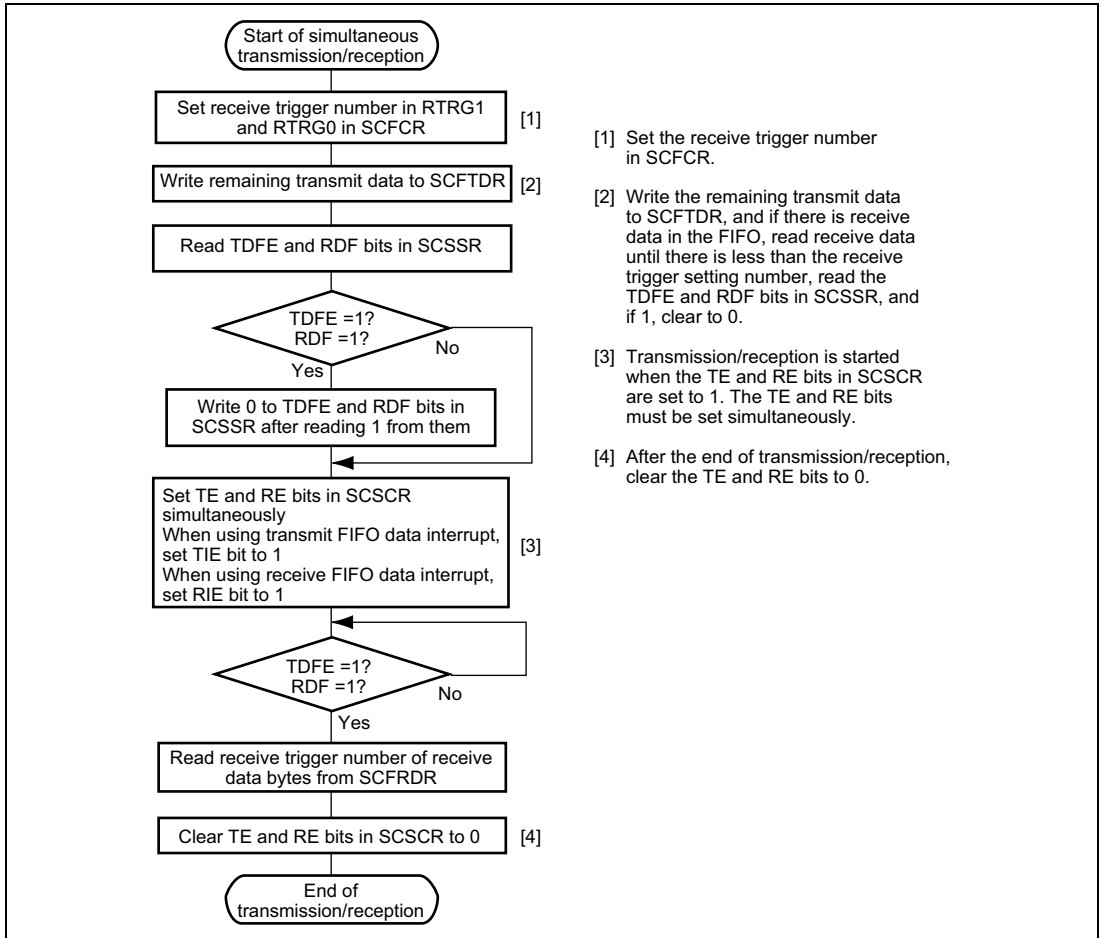 Start of simultaneous
transmission/reception
Set receive trigger number in RTRG1
and RTRG0 in SCFCR
[1]
Write remaining transmit data to SCFTDR
[2]
Read TDFE and RDF bits in SCSSR
TDFE =1?
RDF =1?
No
Yes
Write 0 to TDFE and RDF bits in
SCSSR after reading 1 from them
Set TE and RE bits in SCSCR
simultaneously
When using transmit FIFO data interrupt,
set TIE bit to 1
When using receive FIFO data interrupt,
set RIE bit to 1
[3]
TDFE =1?
RDF =1?
No
Yes
Read receive trigger number of receive
data bytes from SCFRDR
Clear TE and RE bits in SCSCR to 0
[4]
End of
transmission/reception
[1] Set the receive trigger number
in SCFCR.
[2] Write the remaining transmit data
to SCFTDR, and if there is receive
data in the FIFO, read receive data
until there is less than the receive
trigger setting number, read the
TDFE and RDF bits in SCSSR, and
if 1, clear to 0.
[3] Transmission/reception is started
when the TE and RE bits in SCSCR
are set to 1. The TE and RE bits
must be set simultaneously.
[4] After the end of transmission/reception,
clear the TE and RE bits to 0.